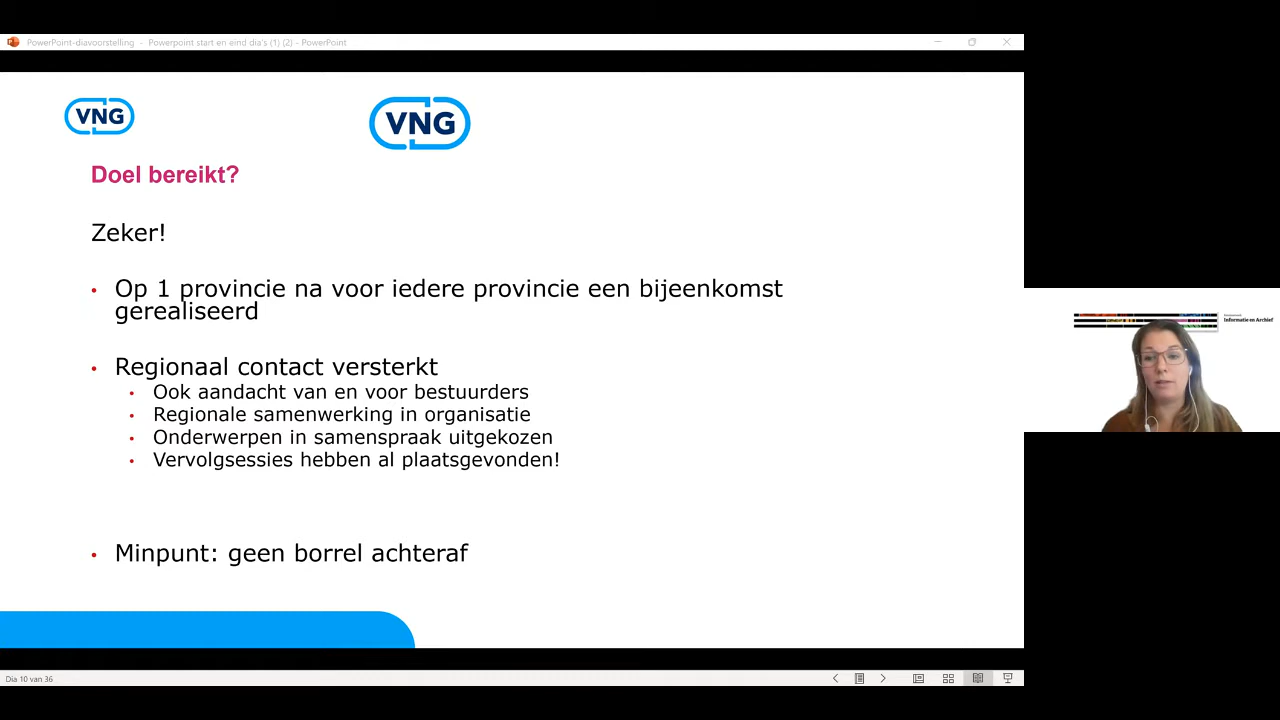 PowerPoint-diavoorstelling - Powerpoint start en eind dia's (1) (2) - PowerPoint
VNG
VNG
Doel bereikt?
Zeker!
• Op 1 provincie na voor iedere provincie een bijeenkomst
gerealiseerd
• Regionaal contact versterkt
• Ook aandacht van en voor bestuurders
• Regionale samenwerking in organisatie
• Onderwerpen in samenspraak uitgekozen
• Vervolgsessies hebben al plaatsgevonden!
• Minpunt: geen borrel achteraf
Informatie en Archief
Dia 10 van 36